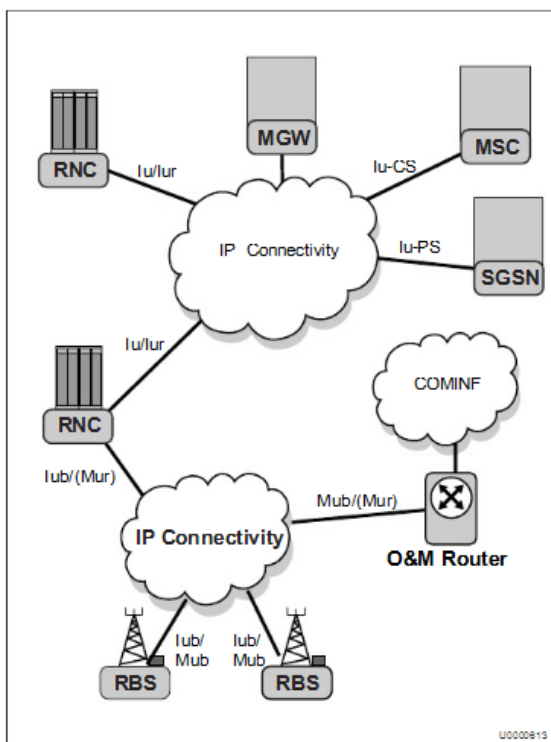 MGW
MSC
RNC
Iu/Iur
Iu-CS
IP Connectivity
Iu-PS
SGSN
Iu/Iur
COMINF
RNC
Iub/(Mur)
Mub/(Mur)
IP Connectivity
O&M Router
Iub/
Mub
Iub/
Mub
RBS
RBS
U0000613